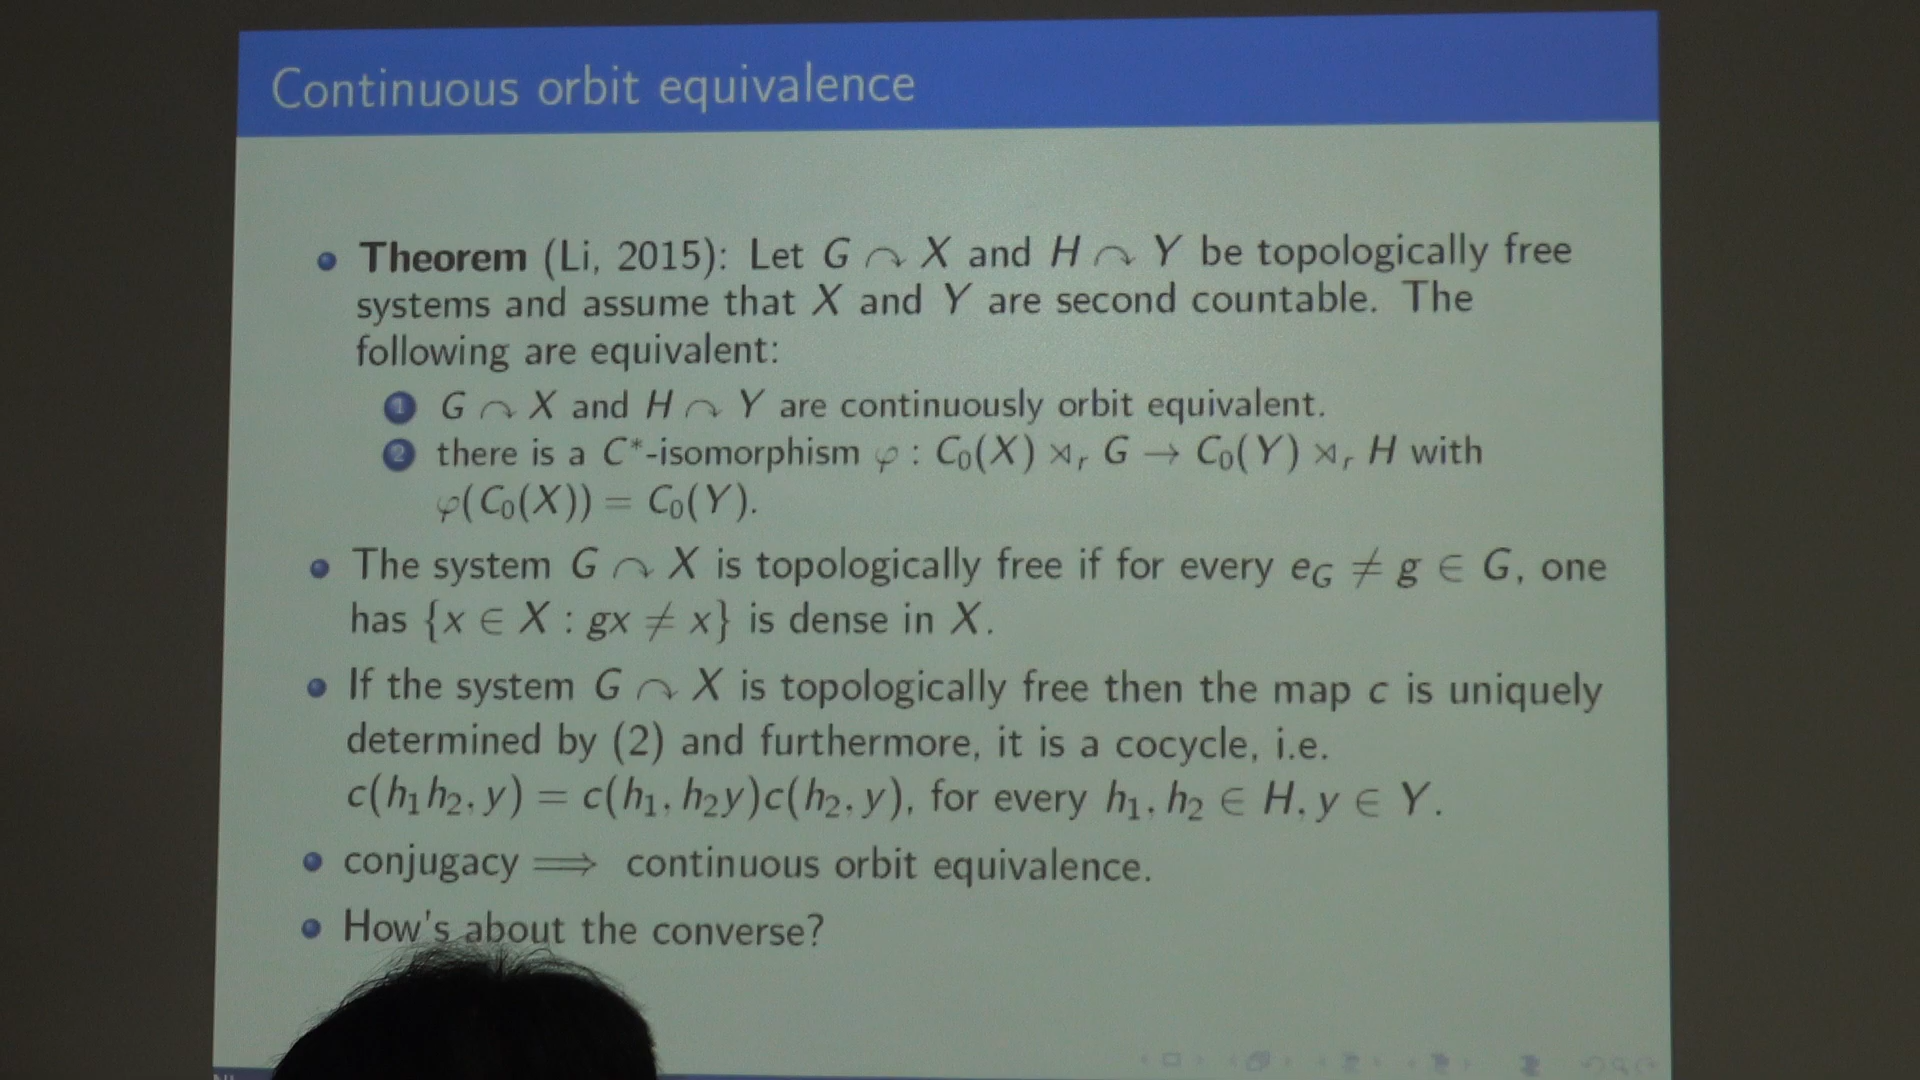 Continuous orbit equivalence
• Theorem (Li, 2015): Let G ↷ X and H ↷ Y be topologically free
systems and assume that X and Y are second countable. The
following are equivalent:
1 G ↷ X and H ↷ Y are continuously orbit equivalent.
2 there is a C*-isomorphism φ : C₀(X) ⋊ᵣ G → C₀(Y) ⋊ᵣ H with
φ(C₀(X)) = C₀(Y).
• The system G ↷ X is topologically free if for every e_G ≠ g ∈ G, one
has {x ∈ X : gx ≠ x} is dense in X.
• If the system G ↷ X is topologically free then the map c is uniquely
determined by (2) and furthermore, it is a cocycle, i.e.
c(h₁h₂, y) = c(h₁, h₂y)c(h₂, y), for every h₁, h₂ ∈ H, y ∈ Y.
• conjugacy ⟹ continuous orbit equivalence.
• How's about the converse?